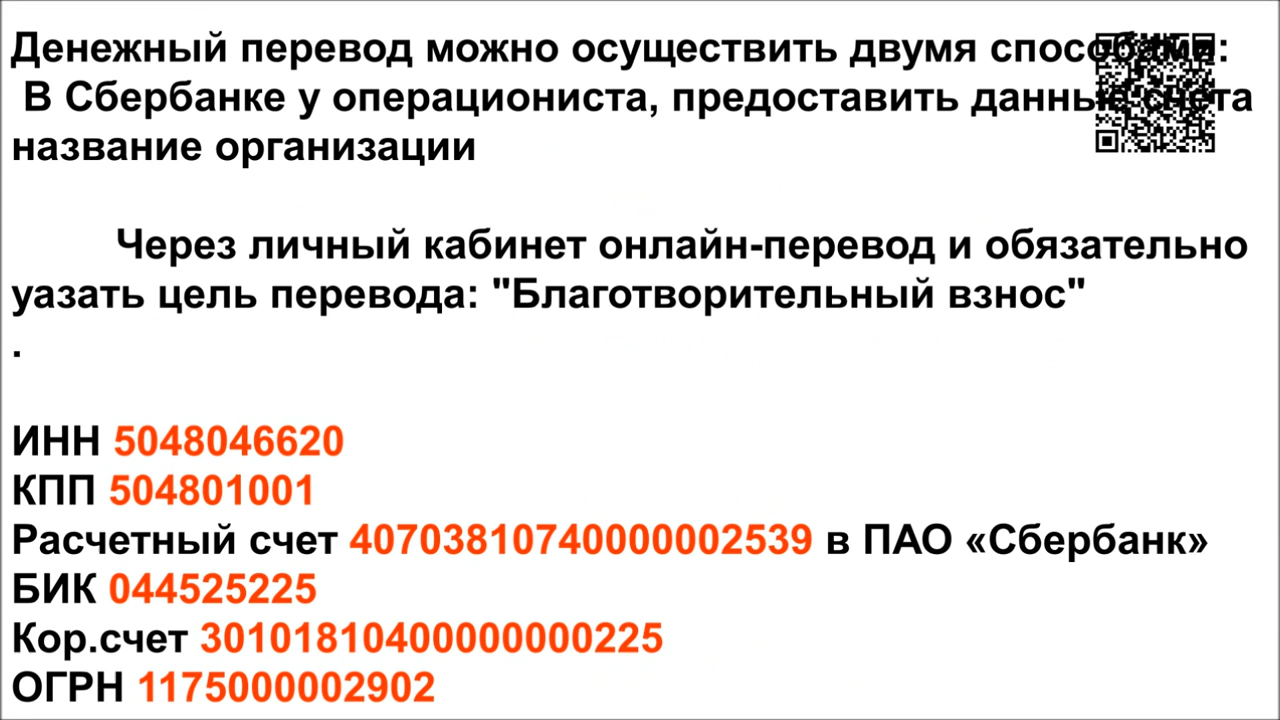 Денежный перевод можно осуществить двумя способами:
В Сбербанке у операциониста, предоставить данные счета
название организации
Через личный кабинет онлайн-перевод и обязательно
уазать цель перевода: "Благотворительный взнос"
.
ИНН 5048046620
КПП 504801001
Расчетный счет 40703810740000002539 в ПАО «Сбербанк»
БИК 044525225
Кор.счет 30101810400000000225
ОГРН 1175000002902